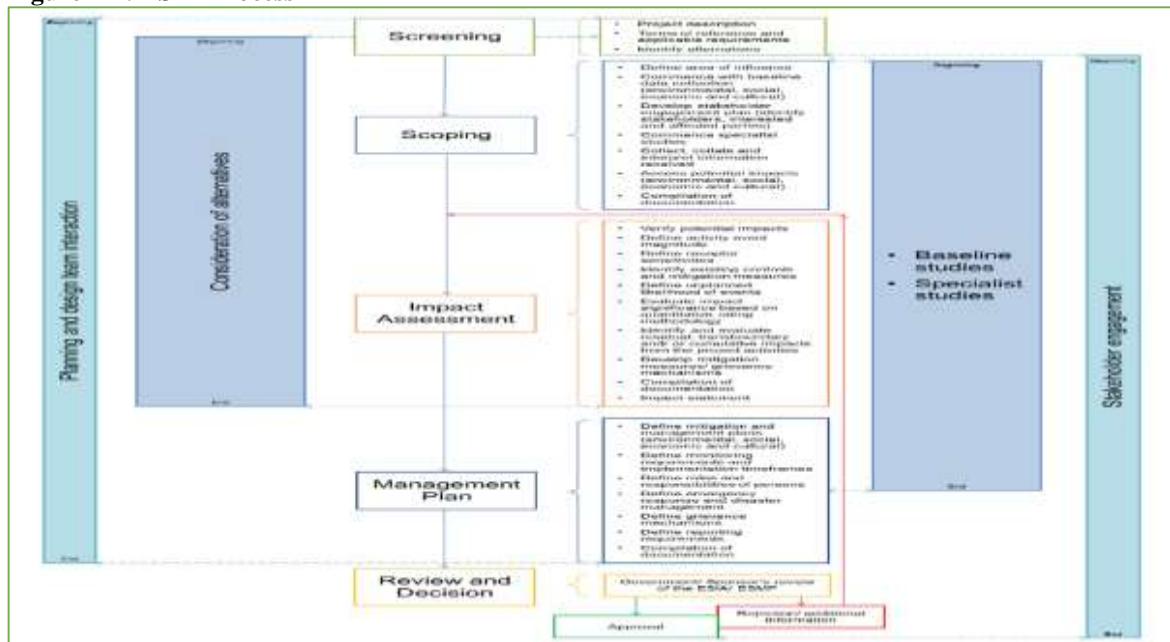 Beginning
Screening
• Project description
• Terms of reference and
applicable requirements
• Identify alternatives
Beginning
Scoping
• Define area of influence
• Commence with baseline
data collection
(environmental, social,
economic and cultural)
• Develop stakeholder
engagement plan (identify
stakeholders, interested
and affected parties)
• Commence specialist
studies
• Collect, collate and
interpret information
received
• Assess potential impacts
(environmental, social,
economic and cultural)
• Compilation of
documentation
Beginning
Beginning
Planning and design team interaction
Consideration of alternatives
Impact
Assessment
• Verify potential impacts
• Define activity event
magnitude
• Define receptor
sensitivities
• Identify existing controls
and mitigation measures
• Define unplanned
likelihood of events
• Evaluate impact
significance based on
quantitative rating
methodology
• Identify and evaluate
residual, transboundary
and/or cumulative impacts
from the project activities
• Develop mitigation
measures/ grievance
mechanisms
• Compilation of
documentation
• Impact statement
End
• Baseline
studies
• Specialist
studies
Stakeholder engagement
Management
Plan
• Define mitigation and
management plans
(environmental, social,
economic and cultural)
• Define monitoring
requirements and
implementation timeframes
• Define roles and
responsibilities of persons
• Define emergency
response and disaster
management
• Define grievance
mechanisms
• Define reporting
requirements
• Compilation of
documentation
End
End
Review and
Decision
Government/ Sponsor's review
of the ESIA/ ESMP
Approval
Rejection/ additional
information
End